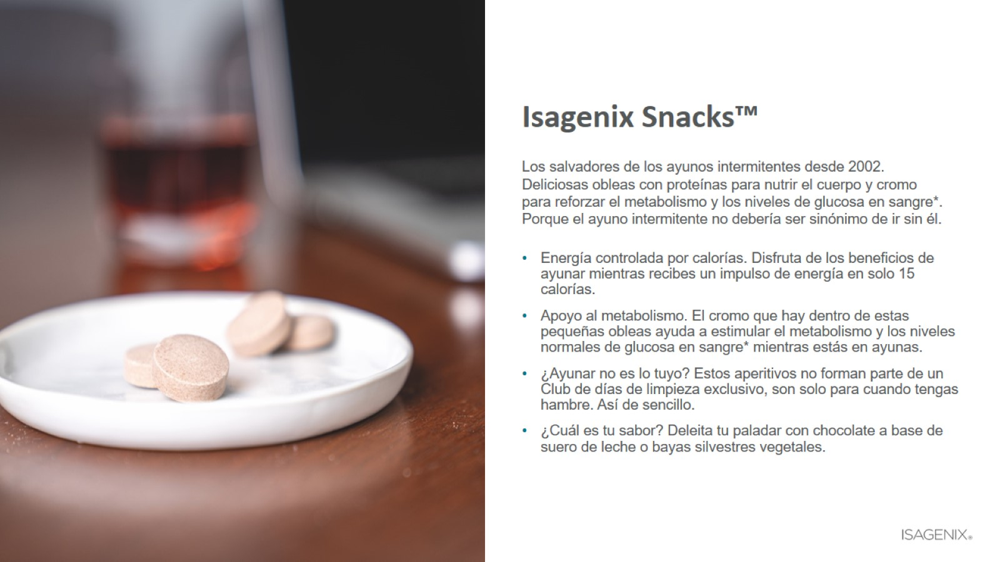 Isagenix Snacks™
Los salvadores de los ayunos intermitentes desde 2002.
Deliciosas obleas con proteínas para nutrir el cuerpo y cromo
para reforzar el metabolismo y los niveles de glucosa en sangre*.
Porque el ayuno intermitente no debería ser sinónimo de ir sin él.
• Energía controlada por calorías. Disfruta de los beneficios de
ayunar mientras recibes un impulso de energía en solo 15
calorías.
• Apoyo al metabolismo. El cromo que hay dentro de estas
pequeñas obleas ayuda a estimular el metabolismo y los niveles
normales de glucosa en sangre* mientras estás en ayunas.
• ¿Ayunar no es lo tuyo? Estos aperitivos no forman parte de un
Club de días de limpieza exclusivo, son solo para cuando tengas
hambre. Así de sencillo.
• ¿Cuál es tu sabor? Deleita tu paladar con chocolate a base de
suero de leche o bayas silvestres vegetales.
ISAGENIX®